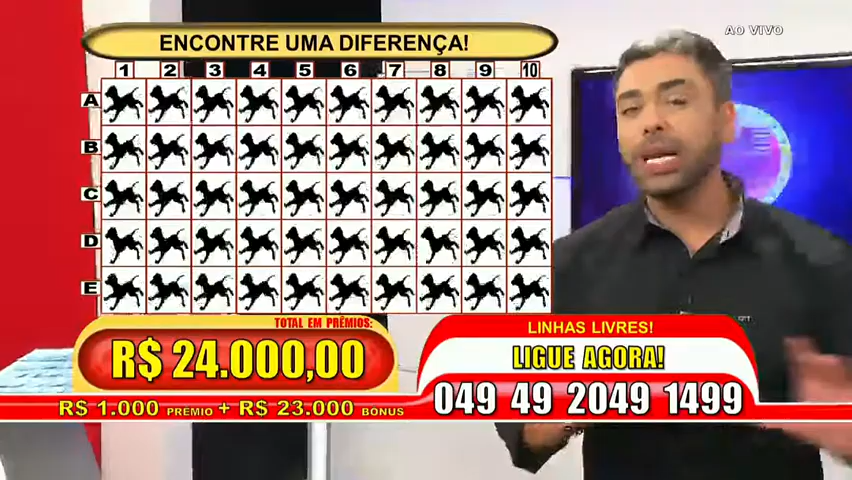 AO VIVO
ENCONTRE UMA DIFERENÇA!
1 2 3 4 5 6 7 8 9 10
A
B
C
D
E
TOTAL EM PRÊMIOS:
R$ 24.000,00
R$ 1.000 PRÊMIO + R$ 23.000 BONUS
LINHAS LIVRES!
LIGUE AGORA!
049 49 2049 1499